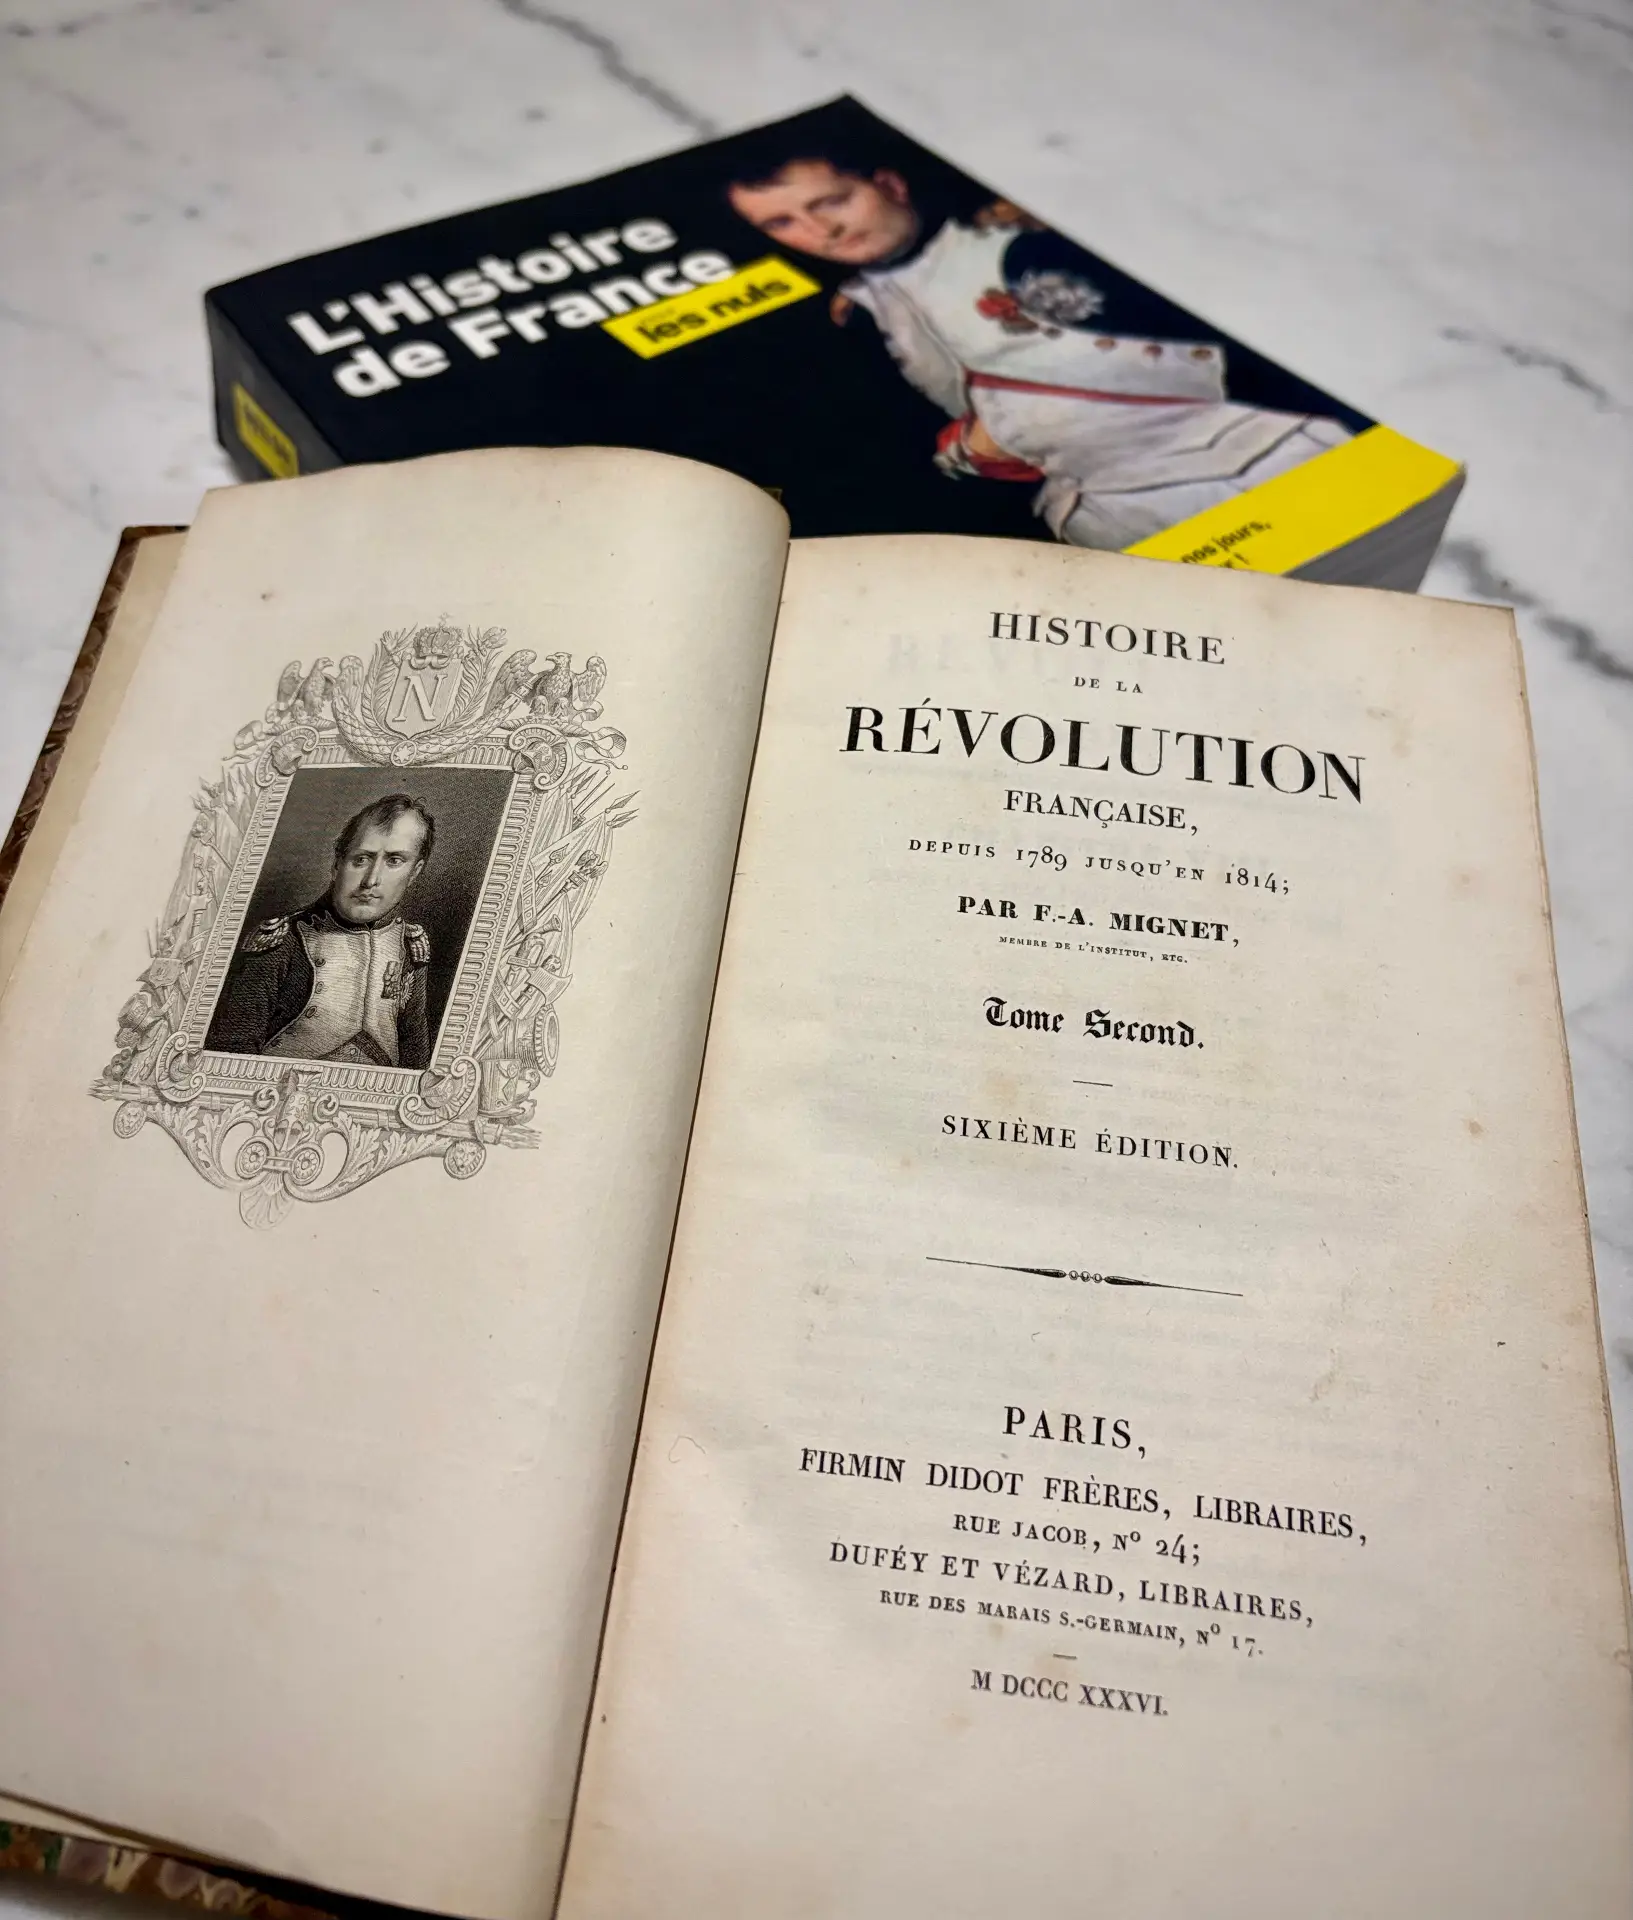 L'Histoire
de France
les nuls
nos jours,
N
HISTOIRE
DE LA
RÉVOLUTION
FRANÇAISE,
DEPUIS 1789 JUSQU'EN 1814;
PAR F.-A. MIGNET,
MEMBRE DE L'INSTITUT, ETC.
Tome Second.
SIXIÈME ÉDITION.
PARIS,
FIRMIN DIDOT FRÈRES, LIBRAIRES,
RUE JACOB, Nº 24;
DUFÉY ET VÉZARD, LIBRAIRES,
RUE DES MARAIS S.-GERMAIN, Nº 17.
M DCCC XXXVI.